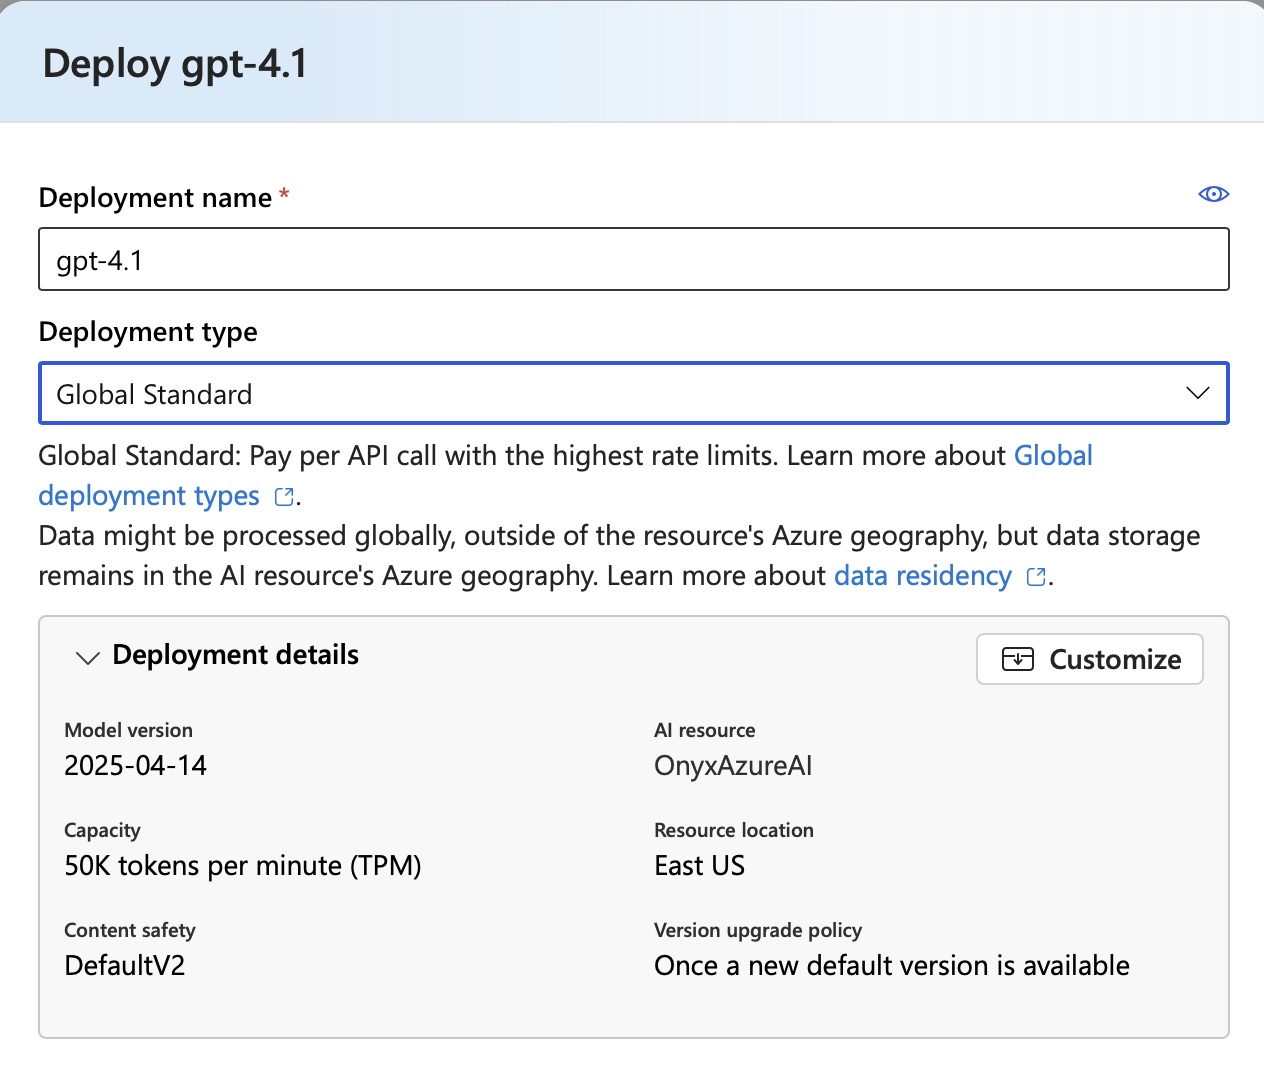 Deploy gpt-4.1
Deployment name *
gpt-4.1
Deployment type
Global Standard
Global Standard: Pay per API call with the highest rate limits. Learn more about Global
deployment types .
Data might be processed globally, outside of the resource's Azure geography, but data storage
remains in the AI resource's Azure geography. Learn more about data residency .
Deployment details
Customize
Model version
2025-04-14
AI resource
OnyxAzureAI
Capacity
50K tokens per minute (TPM)
Resource location
East US
Content safety
DefaultV2
Version upgrade policy
Once a new default version is available